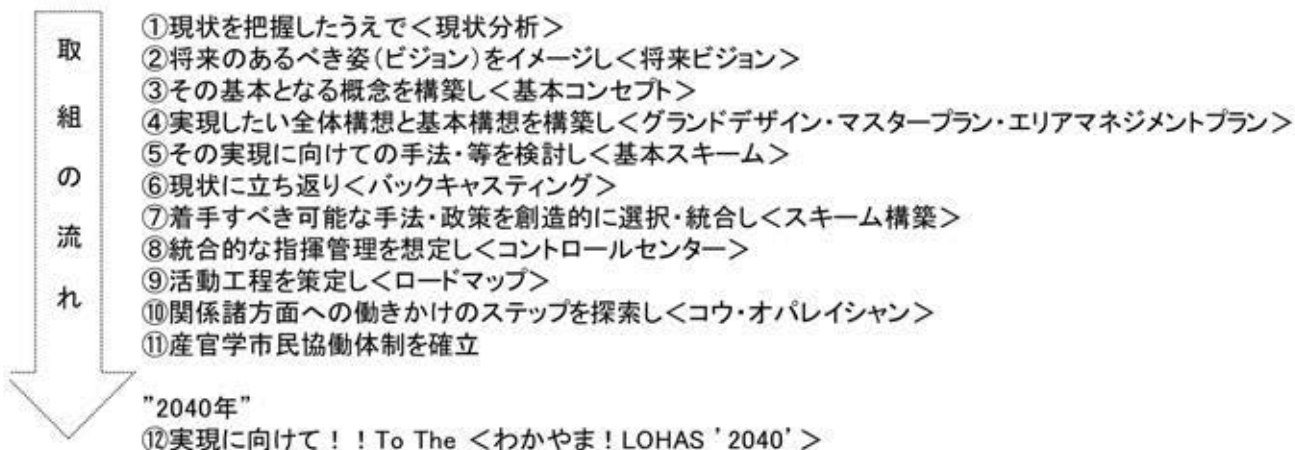 取組の流れ
①現状を把握したうえで<現状分析>
②将来のあるべき姿(ビジョン)をイメージし<将来ビジョン>
③その基本となる概念を構築し<基本コンセプト>
④実現したい全体構想と基本構想を構築し<グランドデザイン・マスタープラン・エリアマネジメントプラン>
⑤その実現に向けての手法・等を検討し<基本スキーム>
⑥現状に立ち返り<バックキャスティング>
⑦着手すべき可能な手法・政策を創造的に選択・統合し<スキーム構築>
⑧統合的な指揮管理を想定し<コントロールセンター>
⑨活動工程を策定し<ロードマップ>
⑩関係諸方面への働きかけのステップを探索し<コウ・オパレイシャン>
⑪産官学市民協働体制を確立
”2040年”
⑫実現に向けて!!To The <わかやま!LOHAS '2040'>